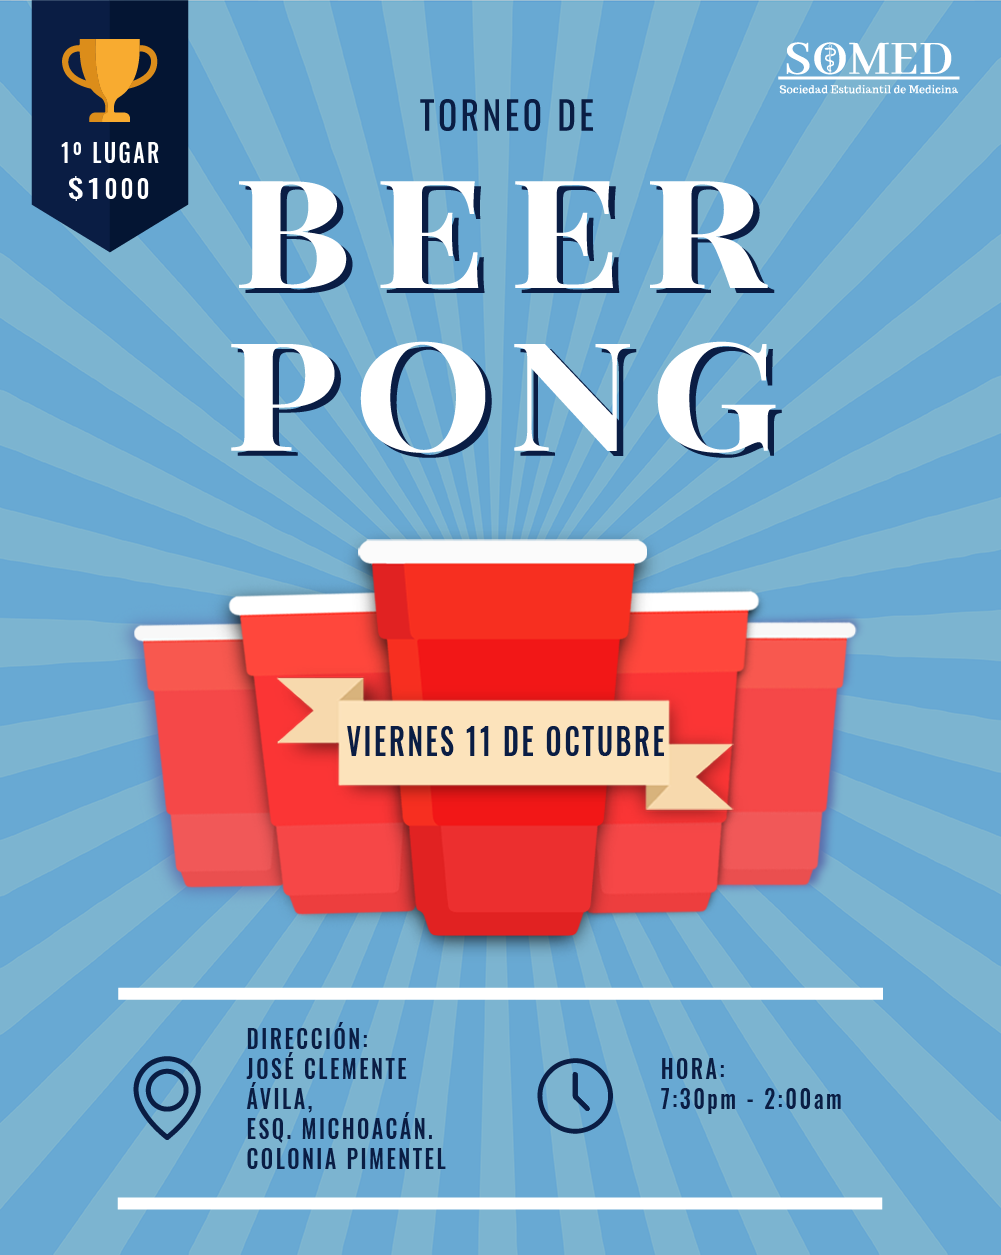 SOMED
Sociedad Estudiantil de Medicina
1º LUGAR
$1000
TORNEO DE
BEER
PONG
VIERNES 11 DE OCTUBRE
DIRECCIÓN:
JOSÉ CLEMENTE
ÁVILA,
ESQ. MICHOACÁN.
COLONIA PIMENTEL
HORA:
7:30pm - 2:00am